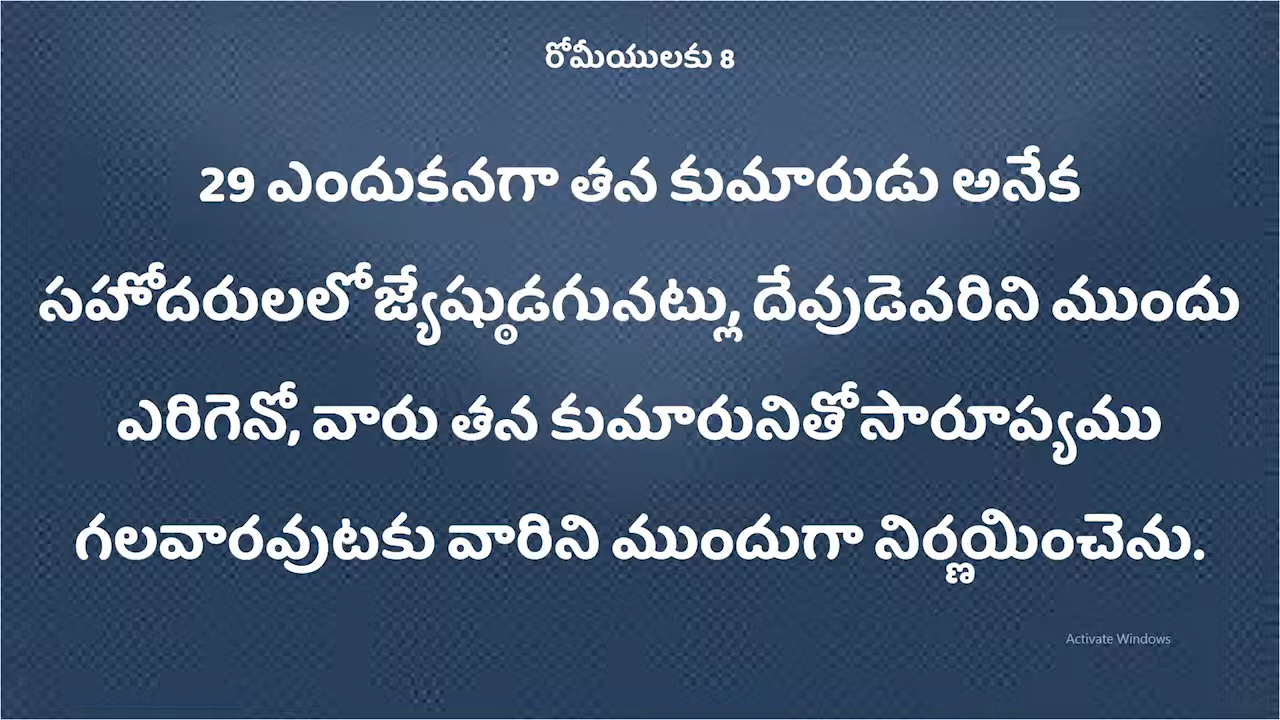 రోమీయులకు 8
29 ఎందుకనగా తన కుమారుడు అనేక
సహోదరులలో జ్యేష్ఠుడగునట్లు, దేవుడెవరిని ముందు
ఎరిగెనో, వారు తన కుమారునితో సారూప్యము
గలవారవుటకు వారిని ముందుగా నిర్ణయించెను.
Activate Windows